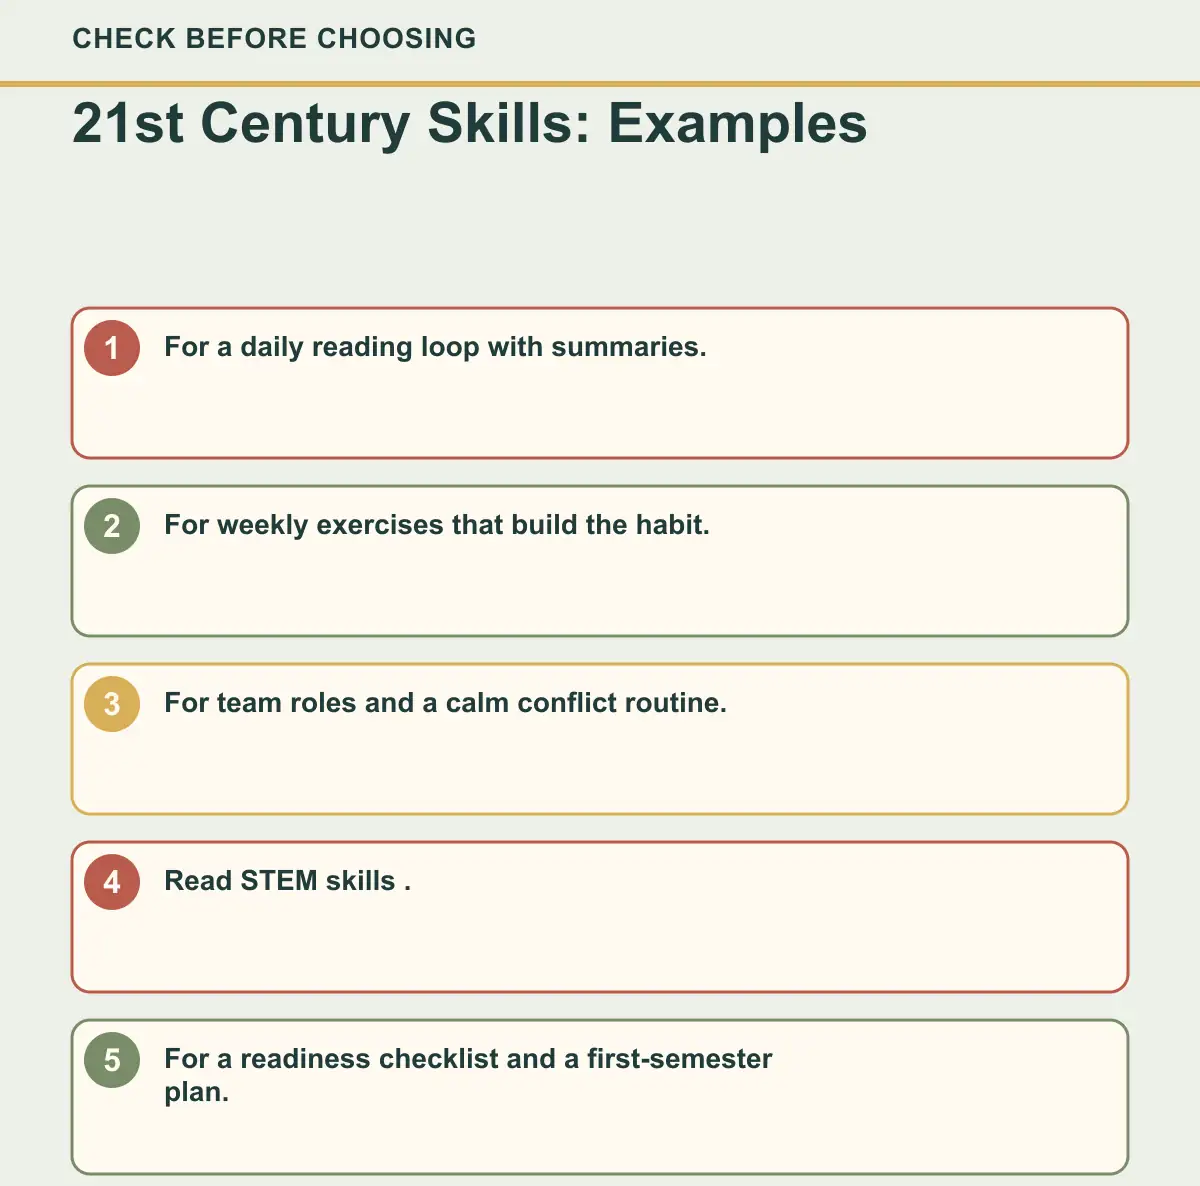 CHECK BEFORE CHOOSING
21st Century Skills: Examples
1
For a daily reading loop with summaries.
2
For weekly exercises that build the habit.
3
For team roles and a calm conflict routine.
4
Read STEM skills .
5
For a readiness checklist and a first-semester
plan.